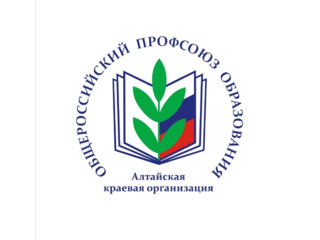 ОБЩЕРОССИЙСКИЙ ПРОФСОЮЗ ОБРАЗОВАНИЯ
Алтайская
краевая организация